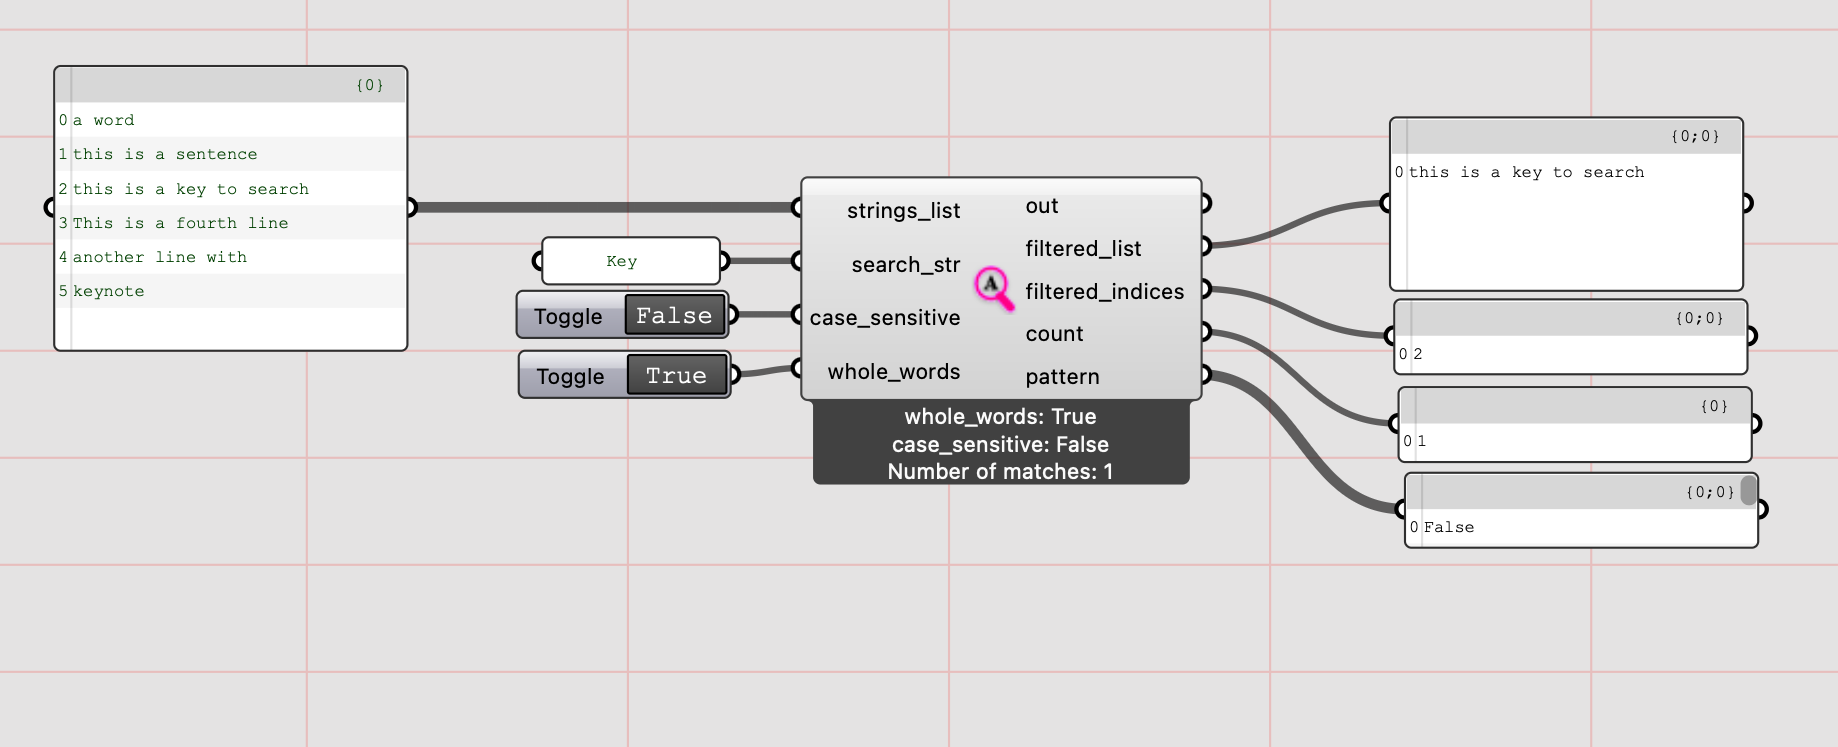 {0}
0 a word
1 this is a sentence
2 this is a key to search
3 This is a fourth line
4 another line with
5 keynote
Key
Toggle False
Toggle True
strings_list
search_str
case_sensitive
whole_words
A
out
filtered_list
filtered_indices
count
pattern
whole_words: True
case_sensitive: False
Number of matches: 1
{0;0}
0 this is a key to search
{0;0}
0 2
{0}
0 1
{0;0}
0 False